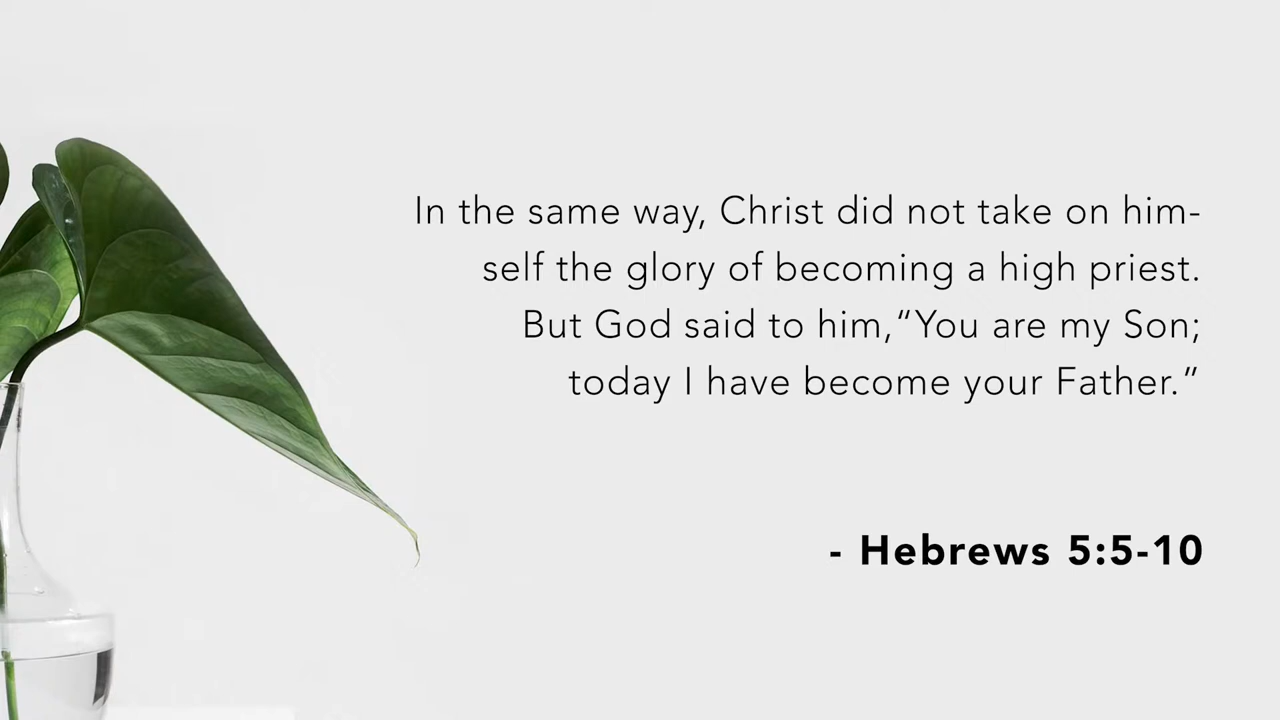 In the same way, Christ did not take on him-
self the glory of becoming a high priest.
But God said to him,“You are my Son;
today I have become your Father.”
- Hebrews 5:5-10